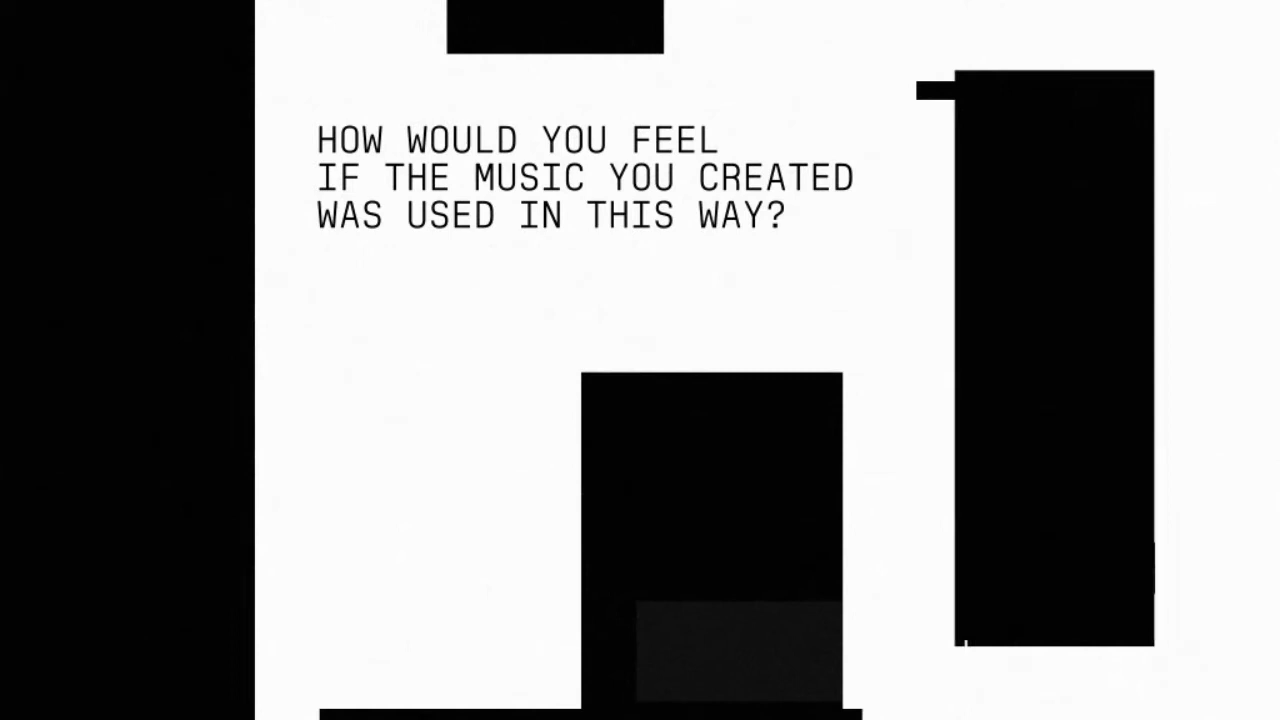 HOW WOULD YOU FEEL
IF THE MUSIC YOU CREATED
WAS USED IN THIS WAY?